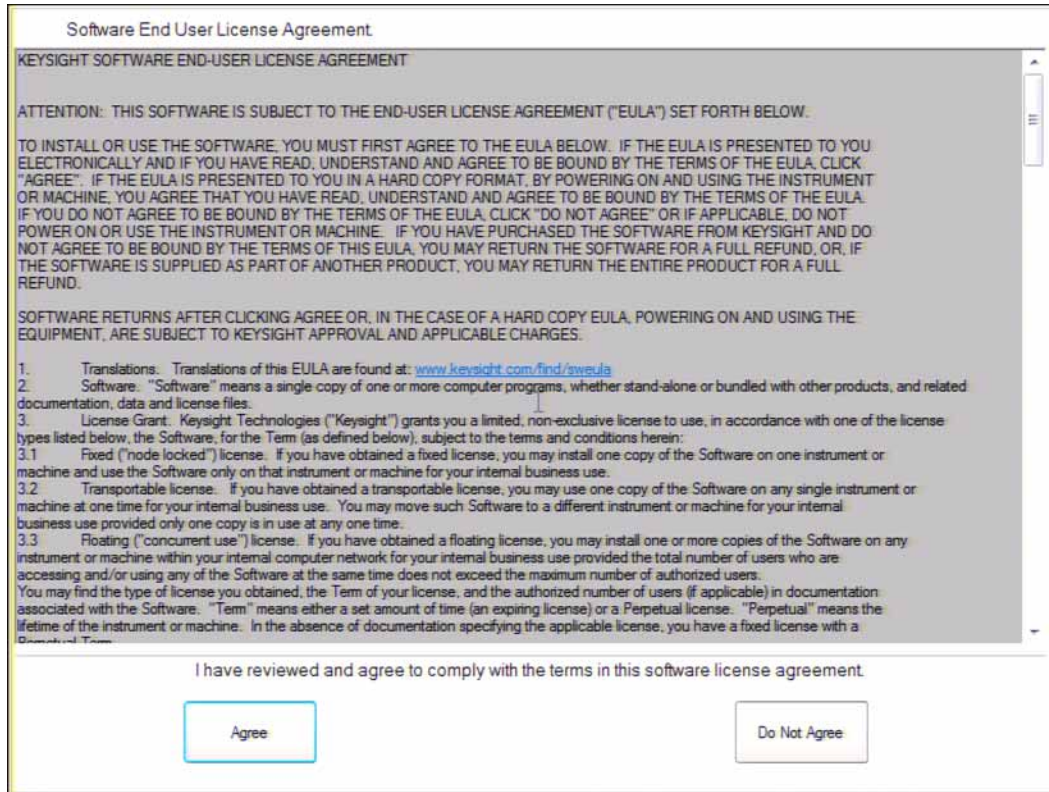 Software End User License Agreement.
KEYSIGHT SOFTWARE END-USER LICENSE AGREEMENT
ATTENTION:  THIS SOFTWARE IS SUBJECT TO THE END-USER LICENSE AGREEMENT ("EULA") SET FORTH BELOW.
TO INSTALL OR USE THE SOFTWARE, YOU MUST FIRST AGREE TO THE EULA BELOW.  IF THE EULA IS PRESENTED TO YOU
ELECTRONICALLY AND IF YOU HAVE READ, UNDERSTAND AND AGREE TO BE BOUND BY THE TERMS OF THE EULA, CLICK
"AGREE".  IF THE EULA IS PRESENTED TO YOU IN A HARD COPY FORMAT, BY POWERING ON AND USING THE INSTRUMENT
OR MACHINE, YOU AGREE THAT YOU HAVE READ, UNDERSTAND AND AGREE TO BE BOUND BY THE TERMS OF THE EULA.
IF YOU DO NOT AGREE TO BE BOUND BY THE TERMS OF THE EULA, CLICK "DO NOT AGREE" OR IF APPLICABLE, DO NOT
POWER ON OR USE THE INSTRUMENT OR MACHINE.  IF YOU HAVE PURCHASED THE SOFTWARE FROM KEYSIGHT AND DO
NOT AGREE TO BE BOUND BY THE TERMS OF THIS EULA, YOU MAY RETURN THE SOFTWARE FOR A FULL REFUND, OR, IF
THE SOFTWARE IS SUPPLIED AS PART OF ANOTHER PRODUCT, YOU MAY RETURN THE ENTIRE PRODUCT FOR A FULL
REFUND.
SOFTWARE RETURNS AFTER CLICKING AGREE OR, IN THE CASE OF A HARD COPY EULA, POWERING ON AND USING THE
EQUIPMENT, ARE SUBJECT TO KEYSIGHT APPROVAL AND APPLICABLE CHARGES.
1.	Translations.  Translations of this EULA are found at: www.keysight.com/find/sweula
2.	Software.  "Software" means a single copy of one or more computer programs, whether stand-alone or bundled with other products, and related
documentation, data and license files.
3.	License Grant.  Keysight Technologies ("Keysight") grants you a limited, non-exclusive license to use, in accordance with one of the license
types listed below, the Software, for the Term (as defined below), subject to the terms and conditions herein:
3.1	Fixed ("node locked") license.  If you have obtained a fixed license, you may install one copy of the Software on one instrument or
machine and use the Software only on that instrument or machine for your internal business use.
3.2	Transportable license.  If you have obtained a transportable license, you may use one copy of the Software on any single instrument or
machine at one time for your internal business use.  You may move such Software to a different instrument or machine for your internal
business use provided only one copy is in use at any one time.
3.3	Floating ("concurrent use") license.  If you have obtained a floating license, you may install one or more copies of the Software on any
instrument or machine within your internal computer network for your internal business use provided the total number of users who are
accessing and/or using any of the Software at the same time does not exceed the maximum number of authorized users.
You may find the type of license you obtained, the Term of your license, and the authorized number of users (if applicable) in documentation
associated with the Software.  "Term" means either a set amount of time (an expiring license) or a Perpetual license.  "Perpetual" means the
lifetime of the instrument or machine.  In the absence of documentation specifying the applicable license, you have a fixed license with a
Perpetual Term.
I have reviewed and agree to comply with the terms in this software license agreement.
Agree
Do Not Agree